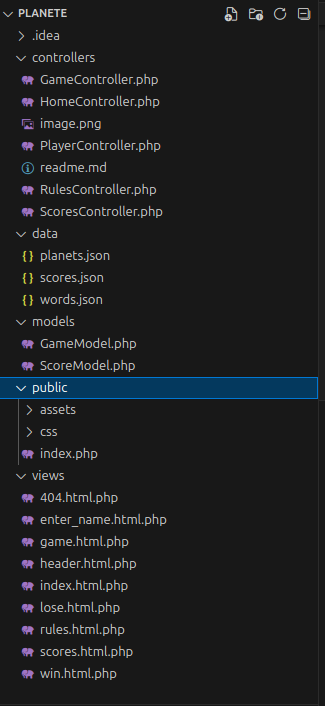 PLANETE
.idea
controllers
GameController.php
HomeController.php
image.png
PlayerController.php
readme.md
RulesController.php
ScoresController.php
data
planets.json
scores.json
words.json
models
GameModel.php
ScoreModel.php
public
assets
css
index.php
views
404.html.php
enter_name.html.php
game.html.php
header.html.php
index.html.php
lose.html.php
rules.html.php
scores.html.php
win.html.php